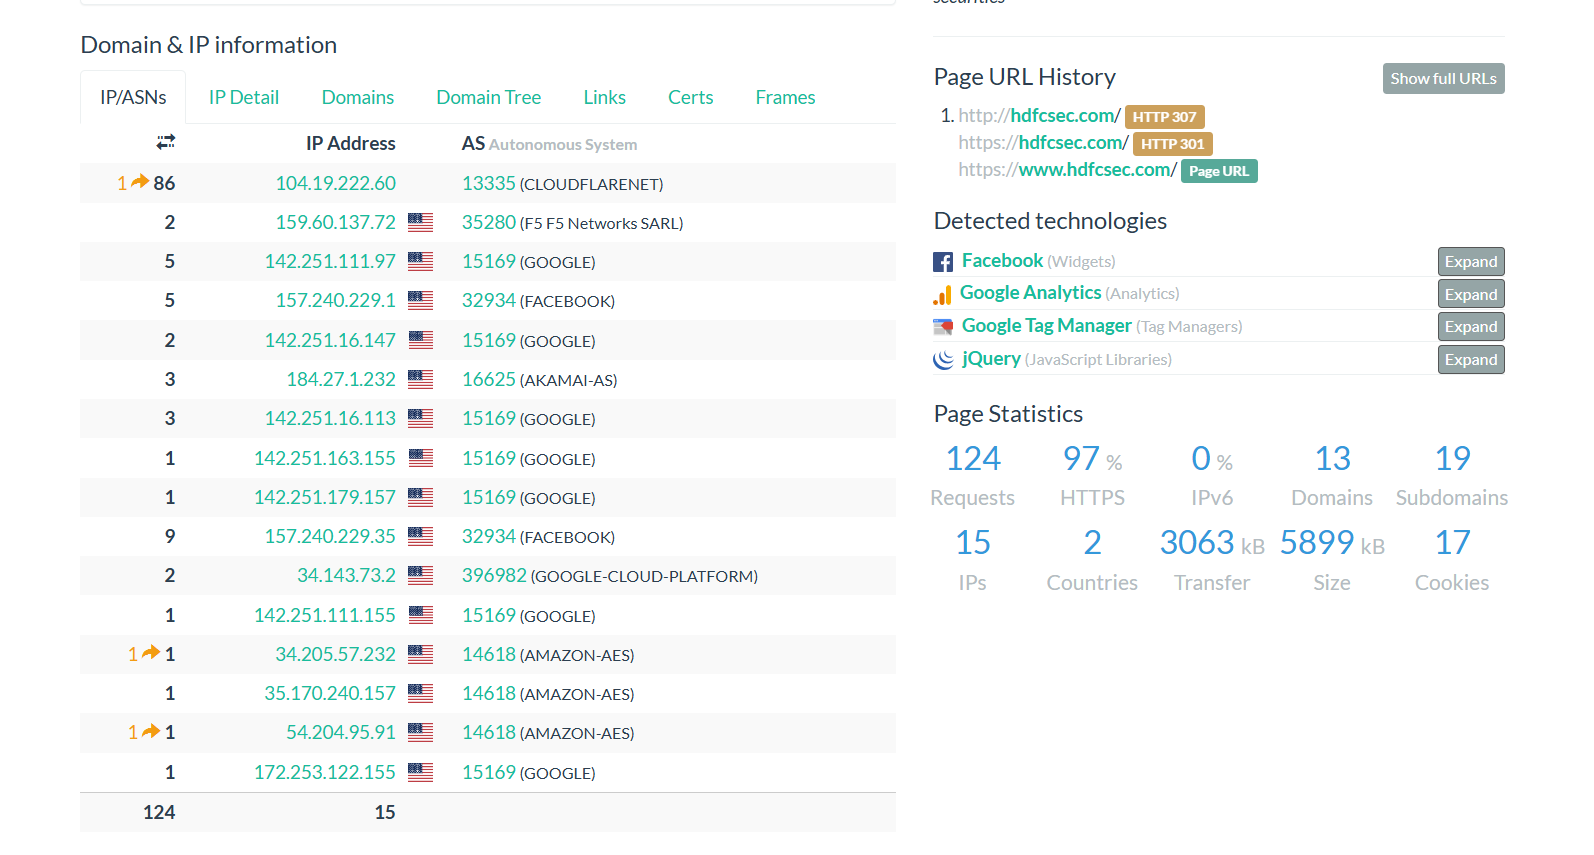 securities
Domain & IP information
IP/ASNs IP Detail Domains Domain Tree Links Certs Frames
IP Address AS Autonomous System
1 86 104.19.222.60 13335 (CLOUDFLARENET)
2 159.60.137.72 35280 (F5 F5 Networks SARL)
5 142.251.111.97 15169 (GOOGLE)
5 157.240.229.1 32934 (FACEBOOK)
2 142.251.16.147 15169 (GOOGLE)
3 184.27.1.232 16625 (AKAMAI-AS)
3 142.251.16.113 15169 (GOOGLE)
1 142.251.163.155 15169 (GOOGLE)
1 142.251.179.157 15169 (GOOGLE)
9 157.240.229.35 32934 (FACEBOOK)
2 34.143.73.2 396982 (GOOGLE-CLOUD-PLATFORM)
1 142.251.111.155 15169 (GOOGLE)
1 1 34.205.57.232 14618 (AMAZON-AES)
1 35.170.240.157 14618 (AMAZON-AES)
1 1 54.204.95.91 14618 (AMAZON-AES)
1 172.253.122.155 15169 (GOOGLE)
124 15
Page URL History Show full URLs
1. http://hdfcsec.com/ HTTP 307
https://hdfcsec.com/ HTTP 301
https://www.hdfcsec.com/ Page URL
Detected technologies
Facebook (Widgets) Expand
Google Analytics (Analytics) Expand
Google Tag Manager (Tag Managers) Expand
jQuery (JavaScript Libraries) Expand
Page Statistics
124 97 % 0 % 13 19
Requests HTTPS IPv6 Domains Subdomains
15 2 3063 kB 5899 kB 17
IPs Countries Transfer Size Cookies